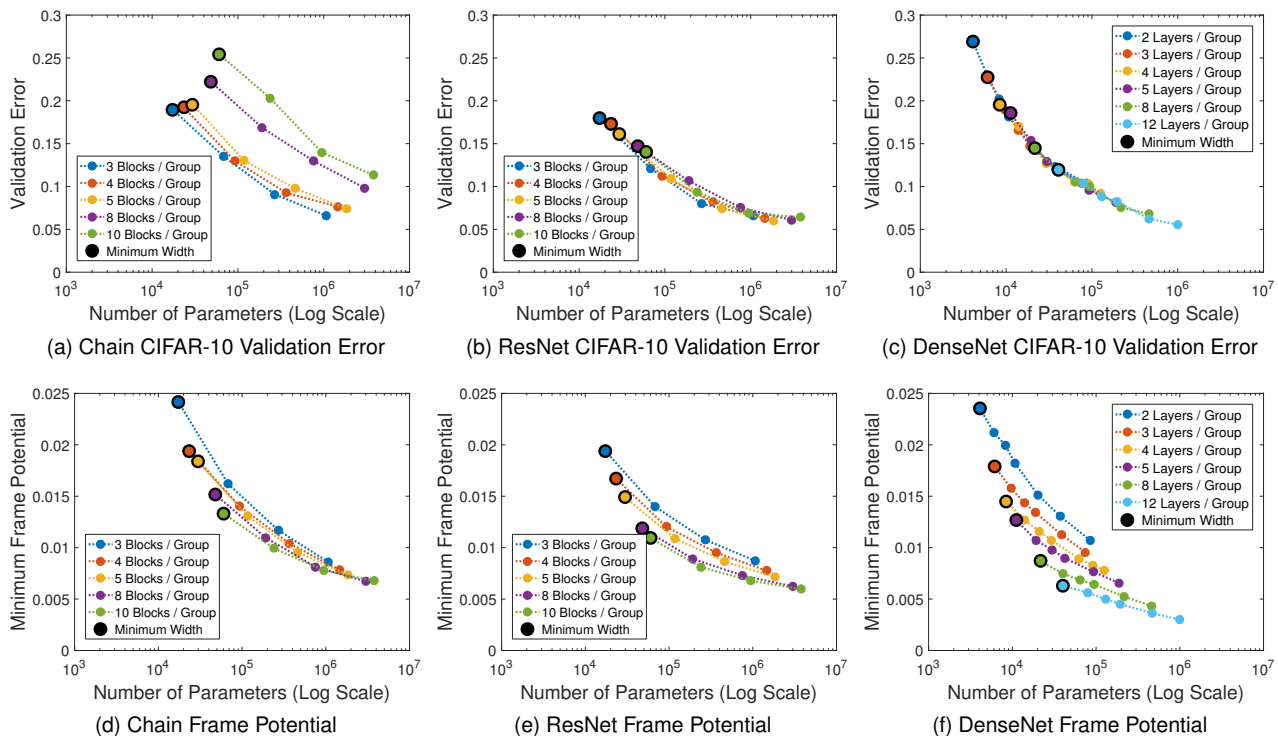 0.3
0.25
0.2
0.15
0.1
0.05
0
Validation Error
3 Blocks / Group
4 Blocks / Group
5 Blocks / Group
8 Blocks / Group
10 Blocks / Group
Minimum Width
10^3 10^4 10^5 10^6 10^7
Number of Parameters (Log Scale)
(a) Chain CIFAR-10 Validation Error
0.3
0.25
0.2
0.15
0.1
0.05
0
Validation Error
3 Blocks / Group
4 Blocks / Group
5 Blocks / Group
8 Blocks / Group
10 Blocks / Group
Minimum Width
10^3 10^4 10^5 10^6 10^7
Number of Parameters (Log Scale)
(b) ResNet CIFAR-10 Validation Error
0.3
0.25
0.2
0.15
0.1
0.05
0
Validation Error
2 Layers / Group
3 Layers / Group
4 Layers / Group
5 Layers / Group
8 Layers / Group
12 Layers / Group
Minimum Width
10^3 10^4 10^5 10^6 10^7
Number of Parameters (Log Scale)
(c) DenseNet CIFAR-10 Validation Error
0.025
0.02
0.015
0.01
0.005
0
Minimum Frame Potential
3 Blocks / Group
4 Blocks / Group
5 Blocks / Group
8 Blocks / Group
10 Blocks / Group
Minimum Width
10^3 10^4 10^5 10^6 10^7
Number of Parameters (Log Scale)
(d) Chain Frame Potential
0.025
0.02
0.015
0.01
0.005
0
Minimum Frame Potential
3 Blocks / Group
4 Blocks / Group
5 Blocks / Group
8 Blocks / Group
10 Blocks / Group
Minimum Width
10^3 10^4 10^5 10^6 10^7
Number of Parameters (Log Scale)
(e) ResNet Frame Potential
0.025
0.02
0.015
0.01
0.005
0
Minimum Frame Potential
2 Layers / Group
3 Layers / Group
4 Layers / Group
5 Layers / Group
8 Layers / Group
12 Layers / Group
Minimum Width
10^3 10^4 10^5 10^6 10^7
Number of Parameters (Log Scale)
(f) DenseNet Frame Potential